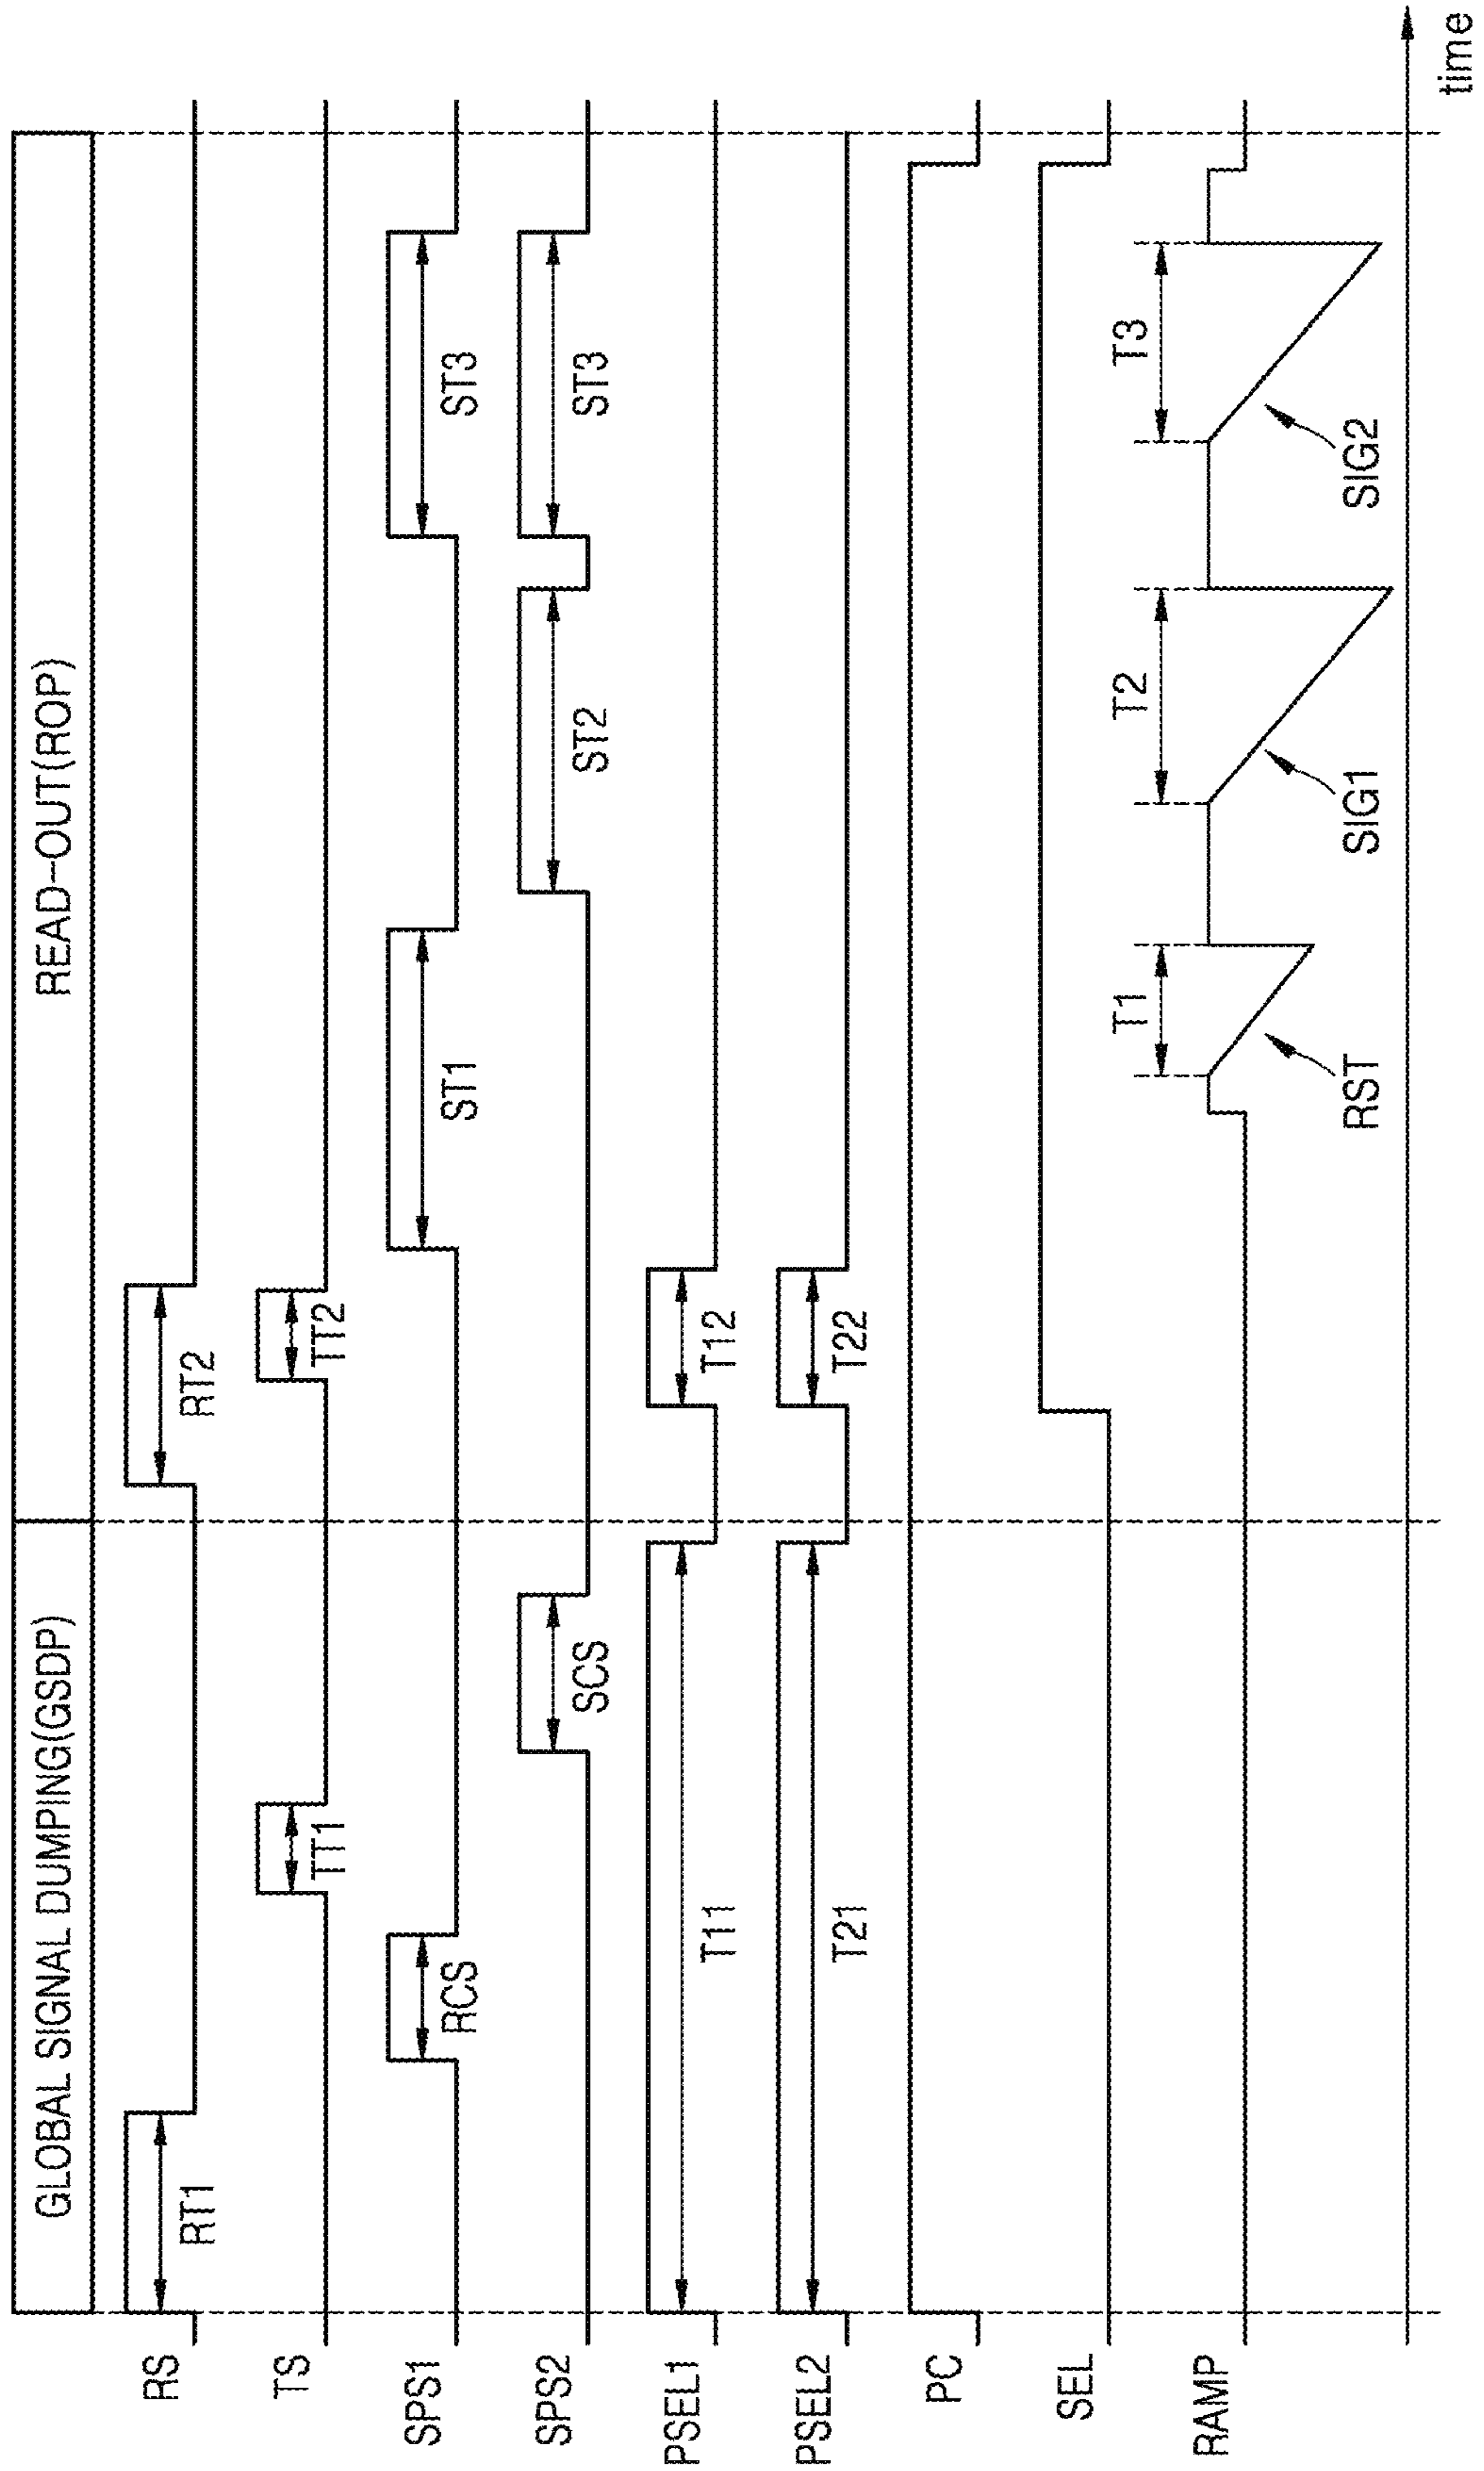 GLOBAL SIGNAL DUMPING(GSDP)
READ-OUT(ROP)
RS
RT1
RT2
TS
TT1
TT2
SPS1
RCS
ST1
ST3
SPS2
SCS
ST2
ST3
PSEL1
T11
T12
PSEL2
T21
T22
PC
SEL
RAMP
T1
T2
T3
RST
SIG1
SIG2
time